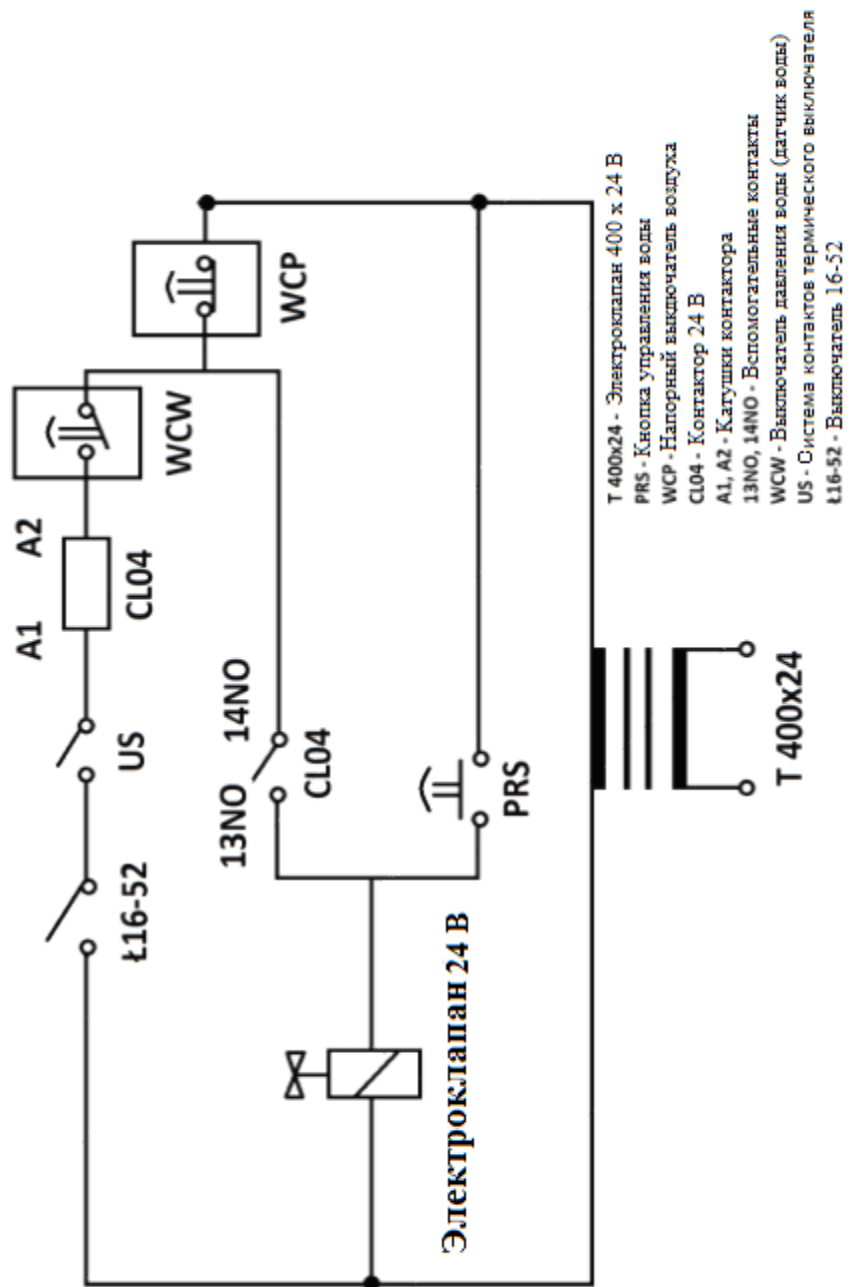 A1 A2
US
CL04
Ł16-52
WCW
WCP
13NO 14NO
CL04
PRS
Электроклапан 24 В
T 400x24
T 400x24 - Электроклапан 400 x 24 В
PRS - Кнопка управления воды
WCP - Напорный выключатель воздуха
CL04 - Контактор 24 В
A1, A2 - Катушки контактора
13NO, 14NO - Вспомогательные контакты
WCW - Выключатель давления воды (датчик воды)
US - Система контактов термического выключателя
Ł16-52 - Выключатель 16-52